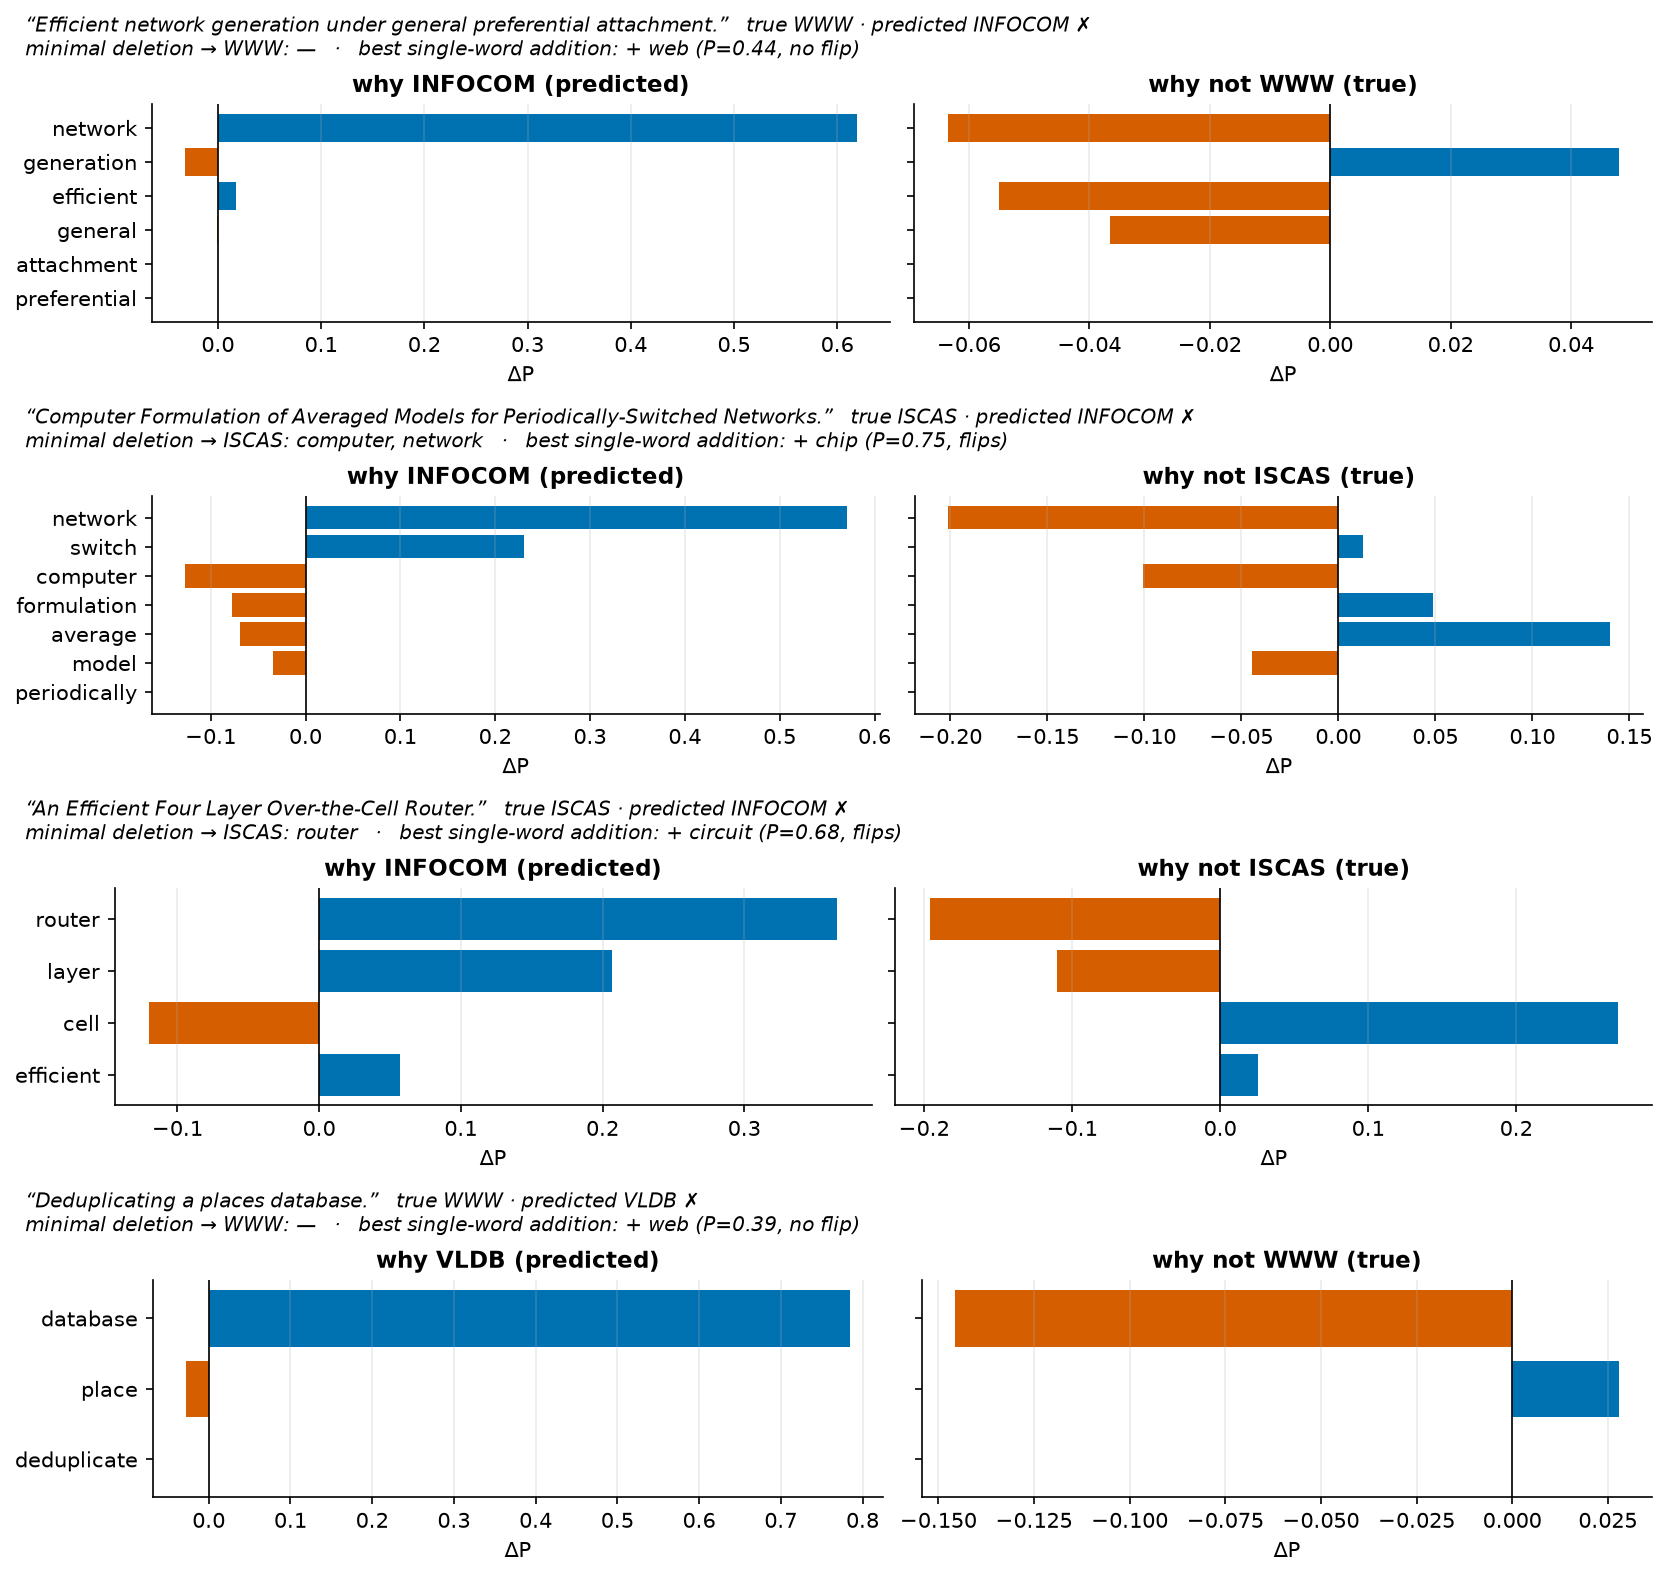 “Efficient network generation under general preferential attachment.”   true WWW · predicted INFOCOM ✗
minimal deletion → WWW: —   ·   best single-word addition: + web (P=0.44, no flip)
why INFOCOM (predicted)
network
generation
efficient
general
attachment
preferential
0.0 0.1 0.2 0.3 0.4 0.5 0.6
ΔP
why not WWW (true)
−0.06 −0.04 −0.02 0.00 0.02 0.04
ΔP
“Computer Formulation of Averaged Models for Periodically-Switched Networks.”   true ISCAS · predicted INFOCOM ✗
minimal deletion → ISCAS: computer, network   ·   best single-word addition: + chip (P=0.75, flips)
why INFOCOM (predicted)
network
switch
computer
formulation
average
model
periodically
−0.1 0.0 0.1 0.2 0.3 0.4 0.5 0.6
ΔP
why not ISCAS (true)
−0.20 −0.15 −0.10 −0.05 0.00 0.05 0.10 0.15
ΔP
“An Efficient Four Layer Over-the-Cell Router.”   true ISCAS · predicted INFOCOM ✗
minimal deletion → ISCAS: router   ·   best single-word addition: + circuit (P=0.68, flips)
why INFOCOM (predicted)
router
layer
cell
efficient
−0.1 0.0 0.1 0.2 0.3
ΔP
why not ISCAS (true)
−0.2 −0.1 0.0 0.1 0.2
ΔP
“Deduplicating a places database.”   true WWW · predicted VLDB ✗
minimal deletion → WWW: —   ·   best single-word addition: + web (P=0.39, no flip)
why VLDB (predicted)
database
place
deduplicate
0.0 0.1 0.2 0.3 0.4 0.5 0.6 0.7 0.8
ΔP
why not WWW (true)
−0.150 −0.125 −0.100 −0.075 −0.050 −0.025 0.000 0.025
ΔP